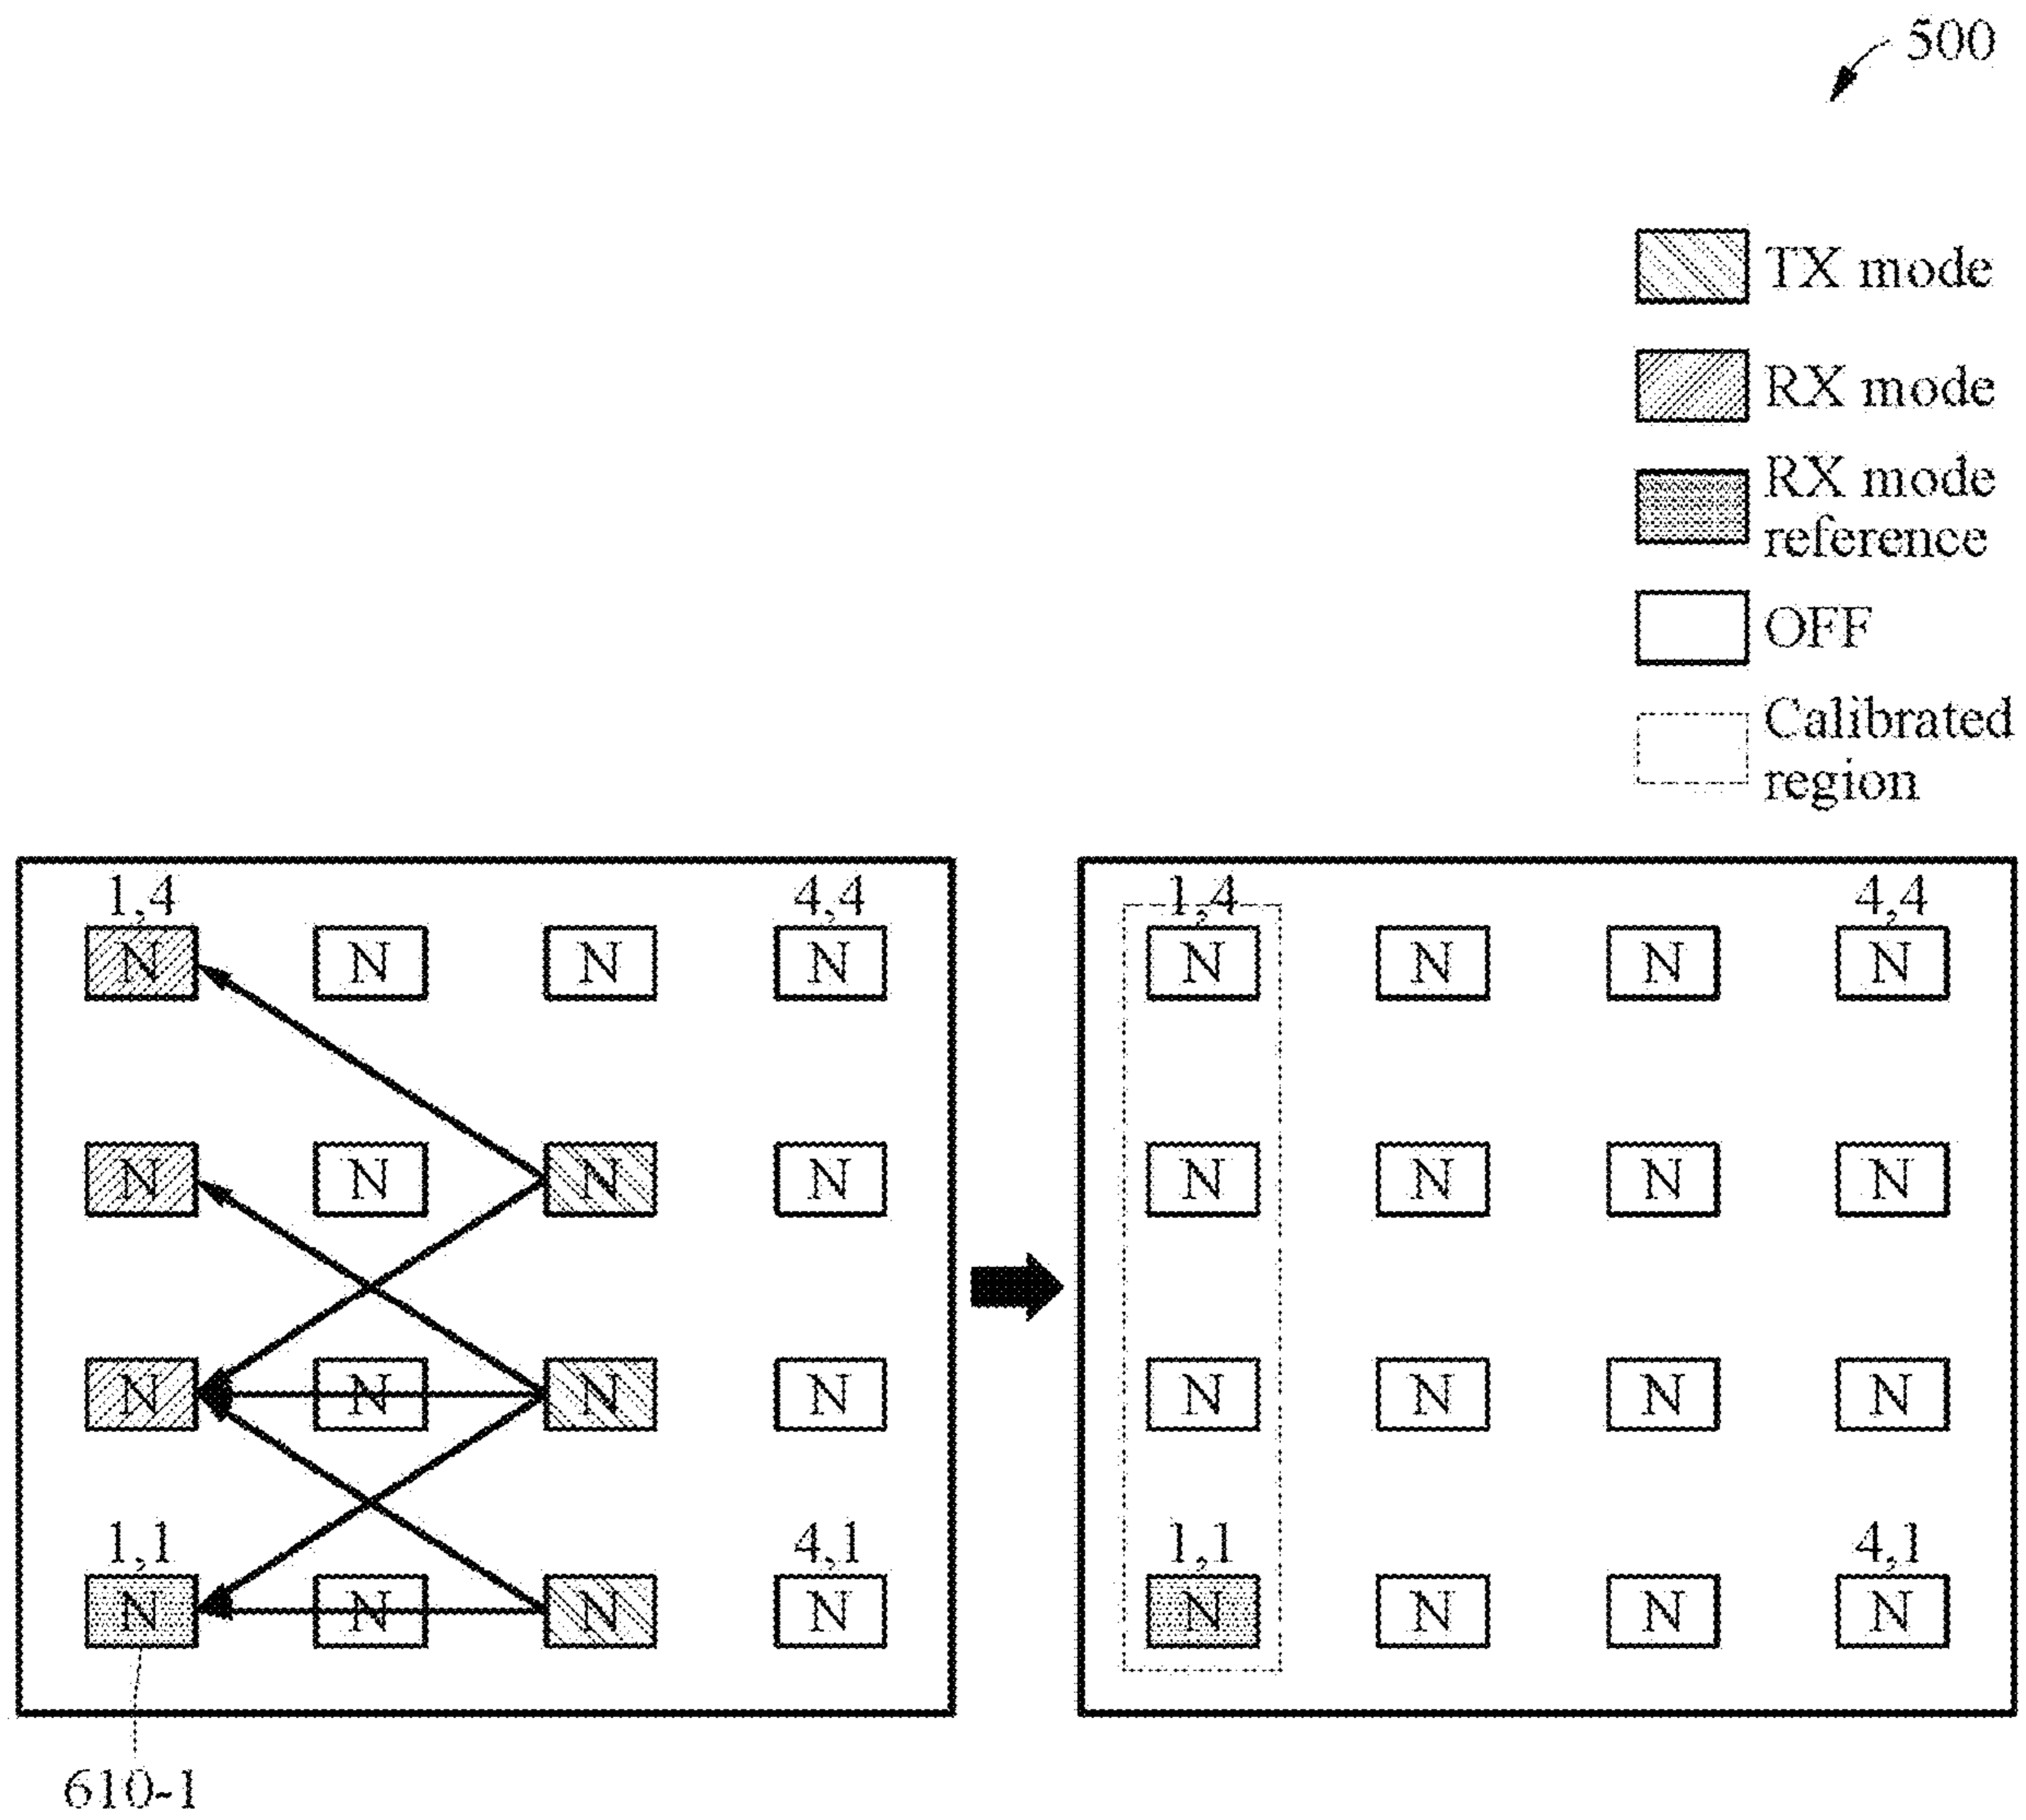 500
TX mode
RX mode
RX mode
reference
OFF
Calibrated
region
1,4 4,4
N N N N
N N N N
N N N N
1,1 4,1
N N N N
610-1
1,4 4,4
N N N N
N N N N
N N N N
1,1 4,1
N N N N